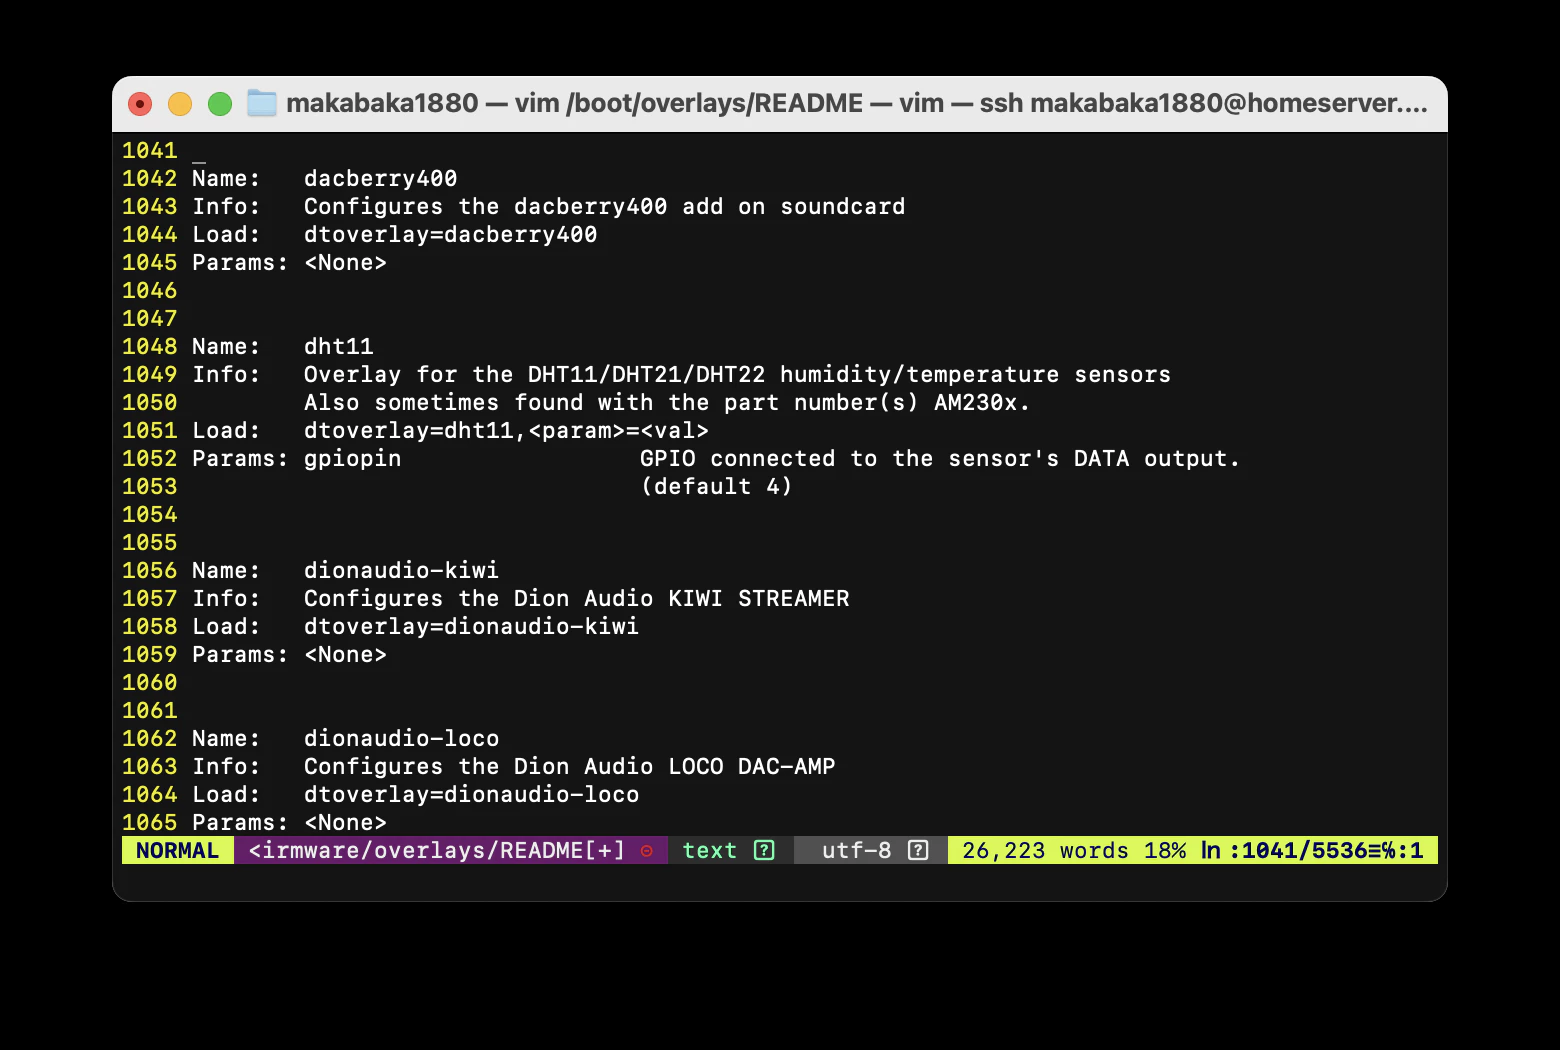 makabaka1880 — vim /boot/overlays/README — vim — ssh makabaka1880@homeserver....
1041 _
1042 Name:   dacberry400
1043 Info:   Configures the dacberry400 add on soundcard
1044 Load:   dtoverlay=dacberry400
1045 Params: <None>
1046
1047
1048 Name:   dht11
1049 Info:   Overlay for the DHT11/DHT21/DHT22 humidity/temperature sensors
1050         Also sometimes found with the part number(s) AM230x.
1051 Load:   dtoverlay=dht11,<param>=<val>
1052 Params: gpiopin                 GPIO connected to the sensor's DATA output.
1053                                 (default 4)
1054
1055
1056 Name:   dionaudio-kiwi
1057 Info:   Configures the Dion Audio KIWI STREAMER
1058 Load:   dtoverlay=dionaudio-kiwi
1059 Params: <None>
1060
1061
1062 Name:   dionaudio-loco
1063 Info:   Configures the Dion Audio LOCO DAC-AMP
1064 Load:   dtoverlay=dionaudio-loco
1065 Params: <None>
NORMAL <irmware/overlays/README[+] ⊝ text [?] utf-8 [?] 26,223 words 18% ln :1041/5536≡℅:1